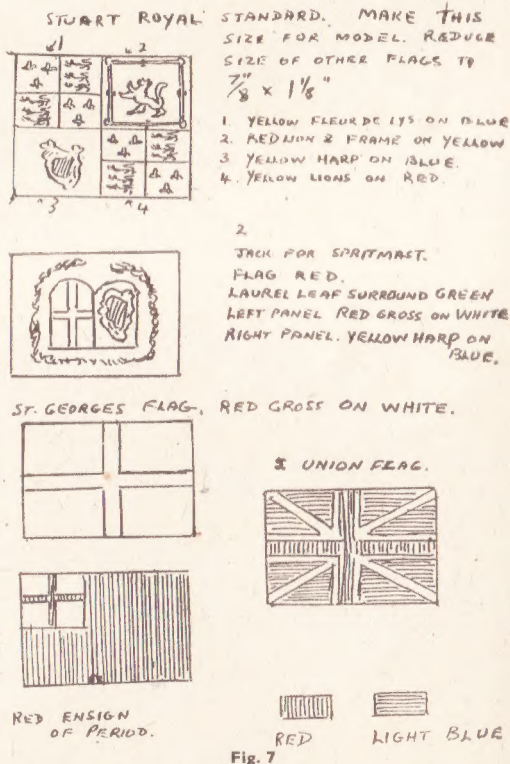 STUART ROYAL STANDARD. MAKE THIS
SIZE FOR MODEL. REDUCE
SIZE OF OTHER FLAGS TO
7/8" × 1 1/8"
1
2
3
4
1. YELLOW FLEUR DE LYS ON BLUE
2. RED LION & FRAME ON YELLOW
3 YELLOW HARP ON BLUE.
4. YELLOW LIONS ON RED.
2
JACK FOR SPRITMAST.
FLAG RED.
LAUREL LEAF SURROUND GREEN
LEFT PANEL RED CROSS ON WHITE
RIGHT PANEL. YELLOW HARP ON
BLUE.
ST. GEORGES FLAG, RED CROSS ON WHITE.
UNION FLAG.
RED ENSIGN
OF PERIOD.
RED
LIGHT BLUE
Fig. 7